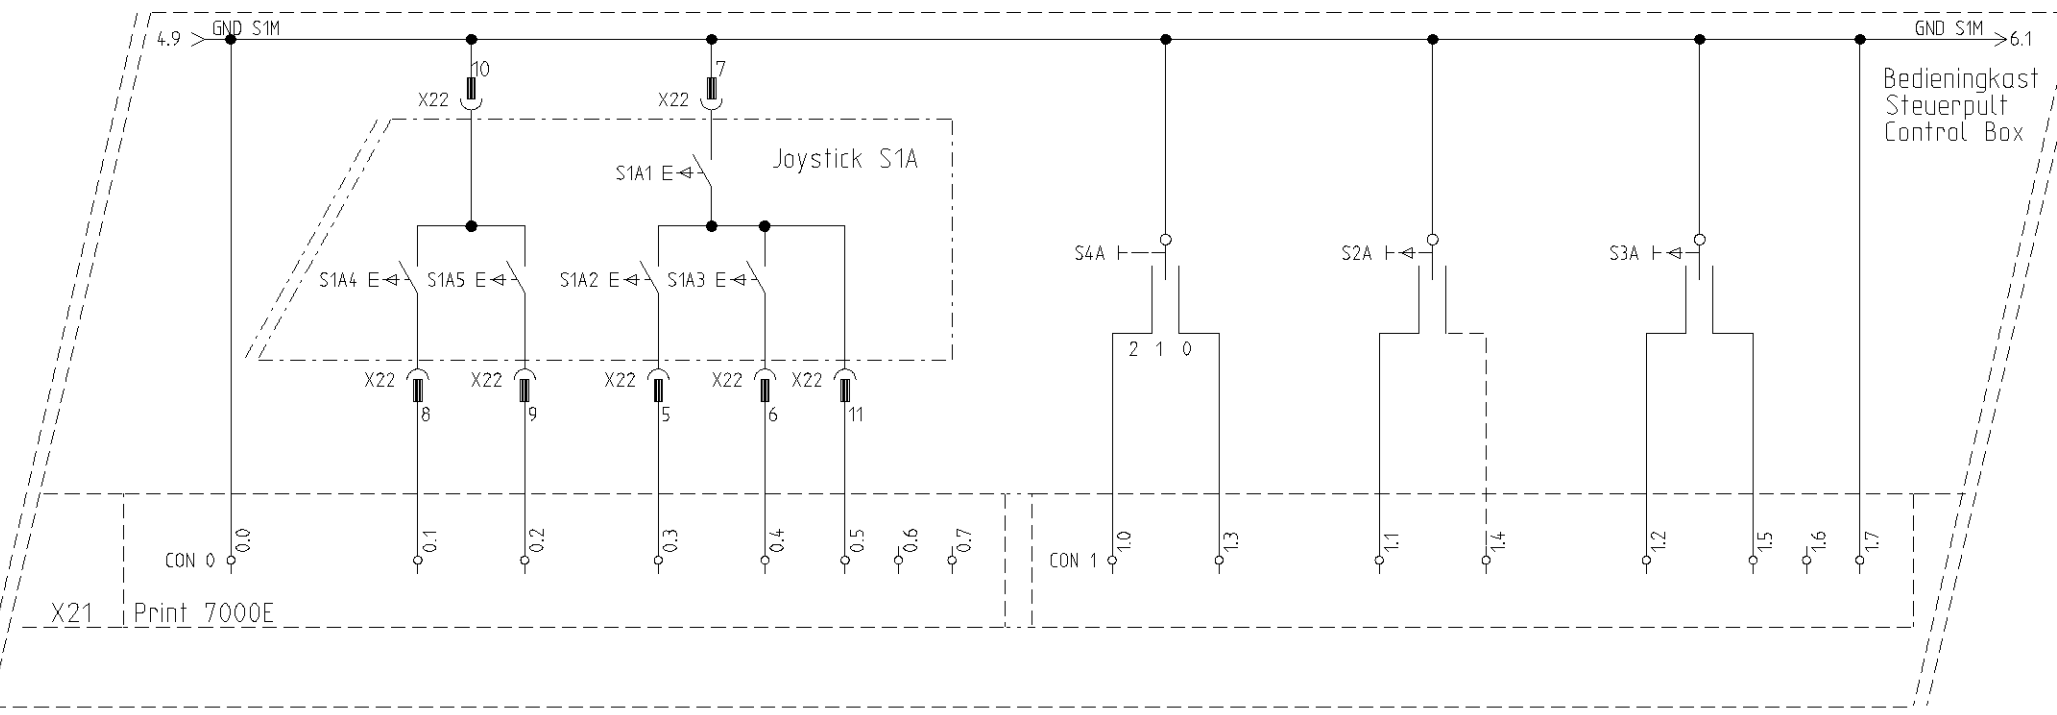 4.9
GND S1M
GND S1M
6.1
10
7
X22
X22
Bedieningkast
Steuerpult
Control Box
Joystick S1A
S1A1
S4A
S2A
S3A
S1A4
S1A5
S1A2
S1A3
2 1 0
X22
X22
X22
X22
X22
8
9
5
6
11
CON 0
0.0
0.1
0.2
0.3
0.4
0.5
0.6
0.7
CON 1
1.0
1.3
1.1
1.4
1.2
1.5
1.6
1.7
X21
Print 7000E